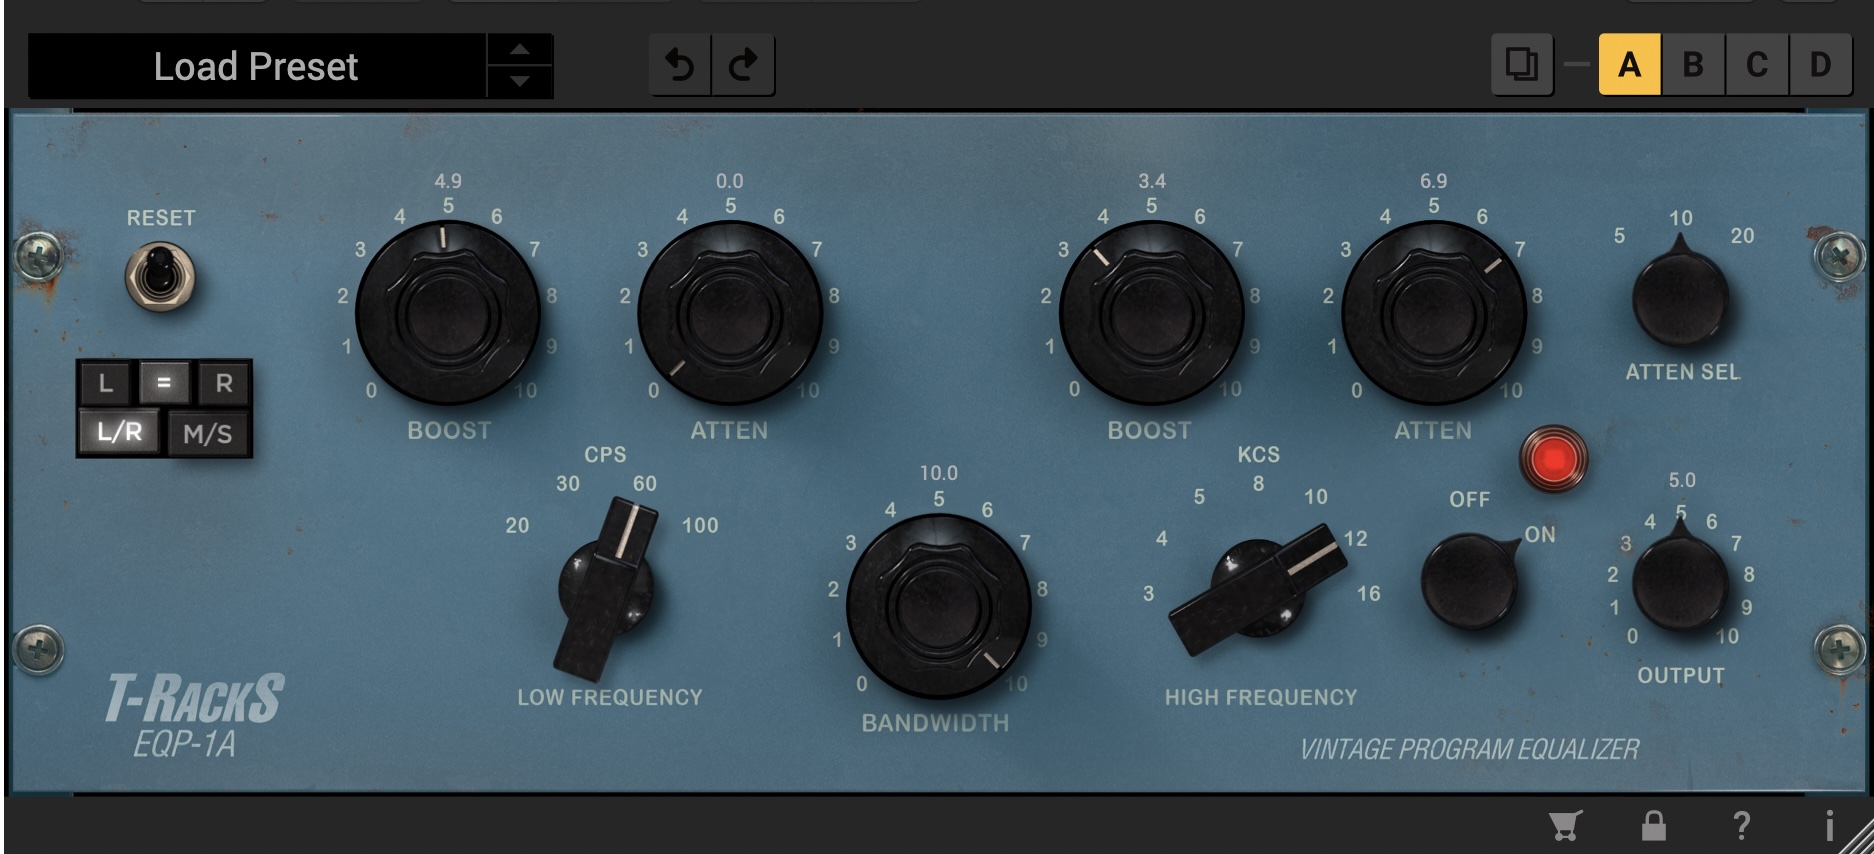 Load Preset
A B C D
RESET
L = R
L/R M/S
4.9
0 1 2 3 4 5 6 7 8 9 10
BOOST
0.0
0 1 2 3 4 5 6 7 8 9 10
ATTEN
3.4
0 1 2 3 4 5 6 7 8 9 10
BOOST
6.9
0 1 2 3 4 5 6 7 8 9 10
ATTEN
5 10 20
ATTEN SEL
CPS
20 30 60 100
LOW FREQUENCY
10.0
0 1 2 3 4 5 6 7 8 9 10
BANDWIDTH
KCS
3 4 5 8 10 12 16
HIGH FREQUENCY
OFF
ON
5.0
0 1 2 3 4 5 6 7 8 9 10
OUTPUT
T-RACKS
EQP-1A
VINTAGE PROGRAM EQUALIZER
? i